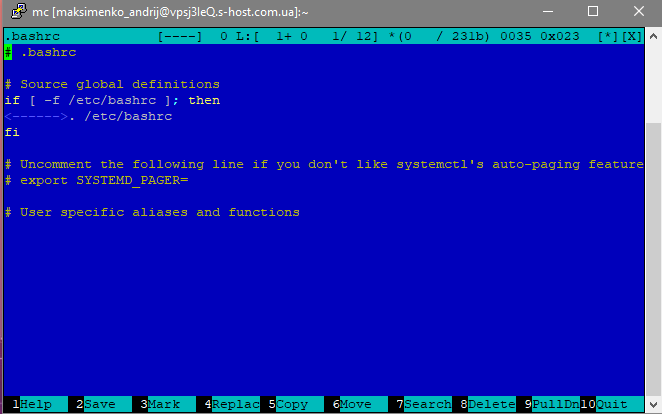 mc [maksimenko_andrij@vpsj3leQ.s-host.com.ua]:~
.bashrc [----] 0 L:[ 1+ 0 1/ 12] *(0 / 231b) 0035 0x023 [*][X]
# .bashrc
# Source global definitions
if [ -f /etc/bashrc ]; then
<------>. /etc/bashrc
fi
# Uncomment the following line if you don't like systemctl's auto-paging feature
# export SYSTEMD_PAGER=
# User specific aliases and functions
1Help 2Save 3Mark 4Replac 5Copy 6Move 7Search 8Delete 9PullDn 10Quit